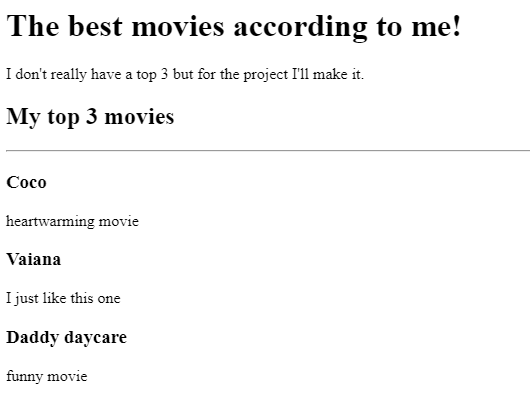 The best movies according to me!
I don't really have a top 3 but for the project I'll make it.
My top 3 movies
Coco
heartwarming movie
Vaiana
I just like this one
Daddy daycare
funny movie